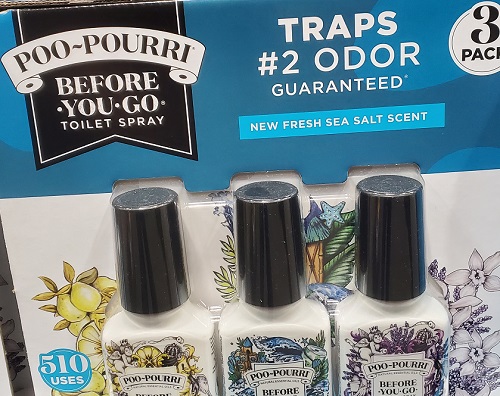 POO~POURRI®
BEFORE
·YOU·GO®
TOILET SPRAY
TRAPS
#2 ODOR
GUARANTEED*
NEW FRESH SEA SALT SCENT
3
PACK
510
USES
POO~POURRI
BEFORE
POO~POURRI
BEFORE
POO~POURRI
BEFORE
·YOU·GO